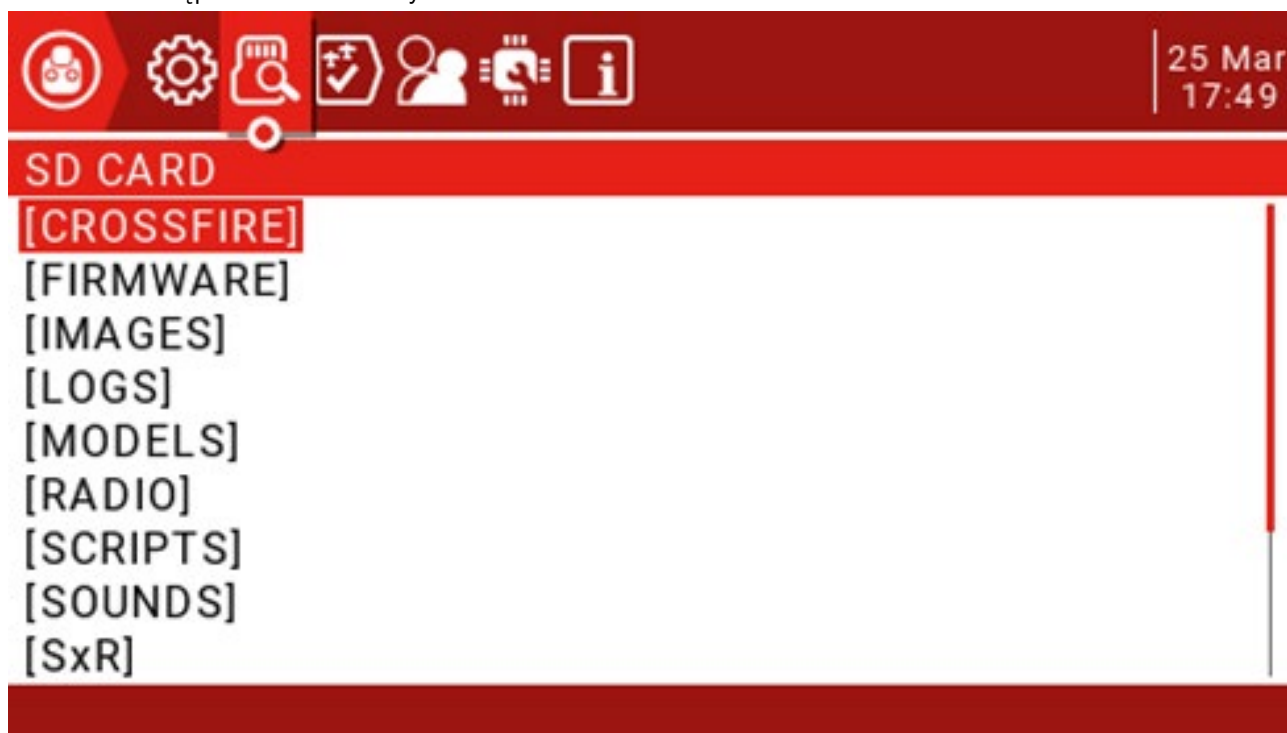 25 Mar
17:49
SD CARD
[CROSSFIRE]
[FIRMWARE]
[IMAGES]
[LOGS]
[MODELS]
[RADIO]
[SCRIPTS]
[SOUNDS]
[SxR]